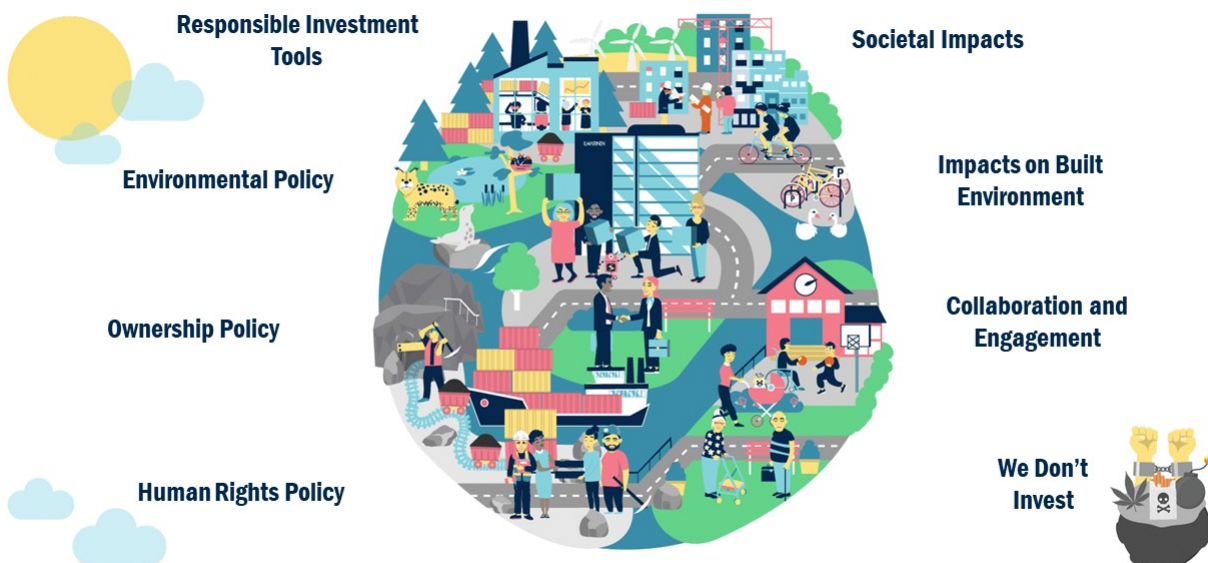 Responsible Investment
Tools
Societal Impacts
Environmental Policy
Impacts on Built
Environment
P
Ownership Policy
Collaboration and
Engagement
Human Rights Policy
We Don't
Invest